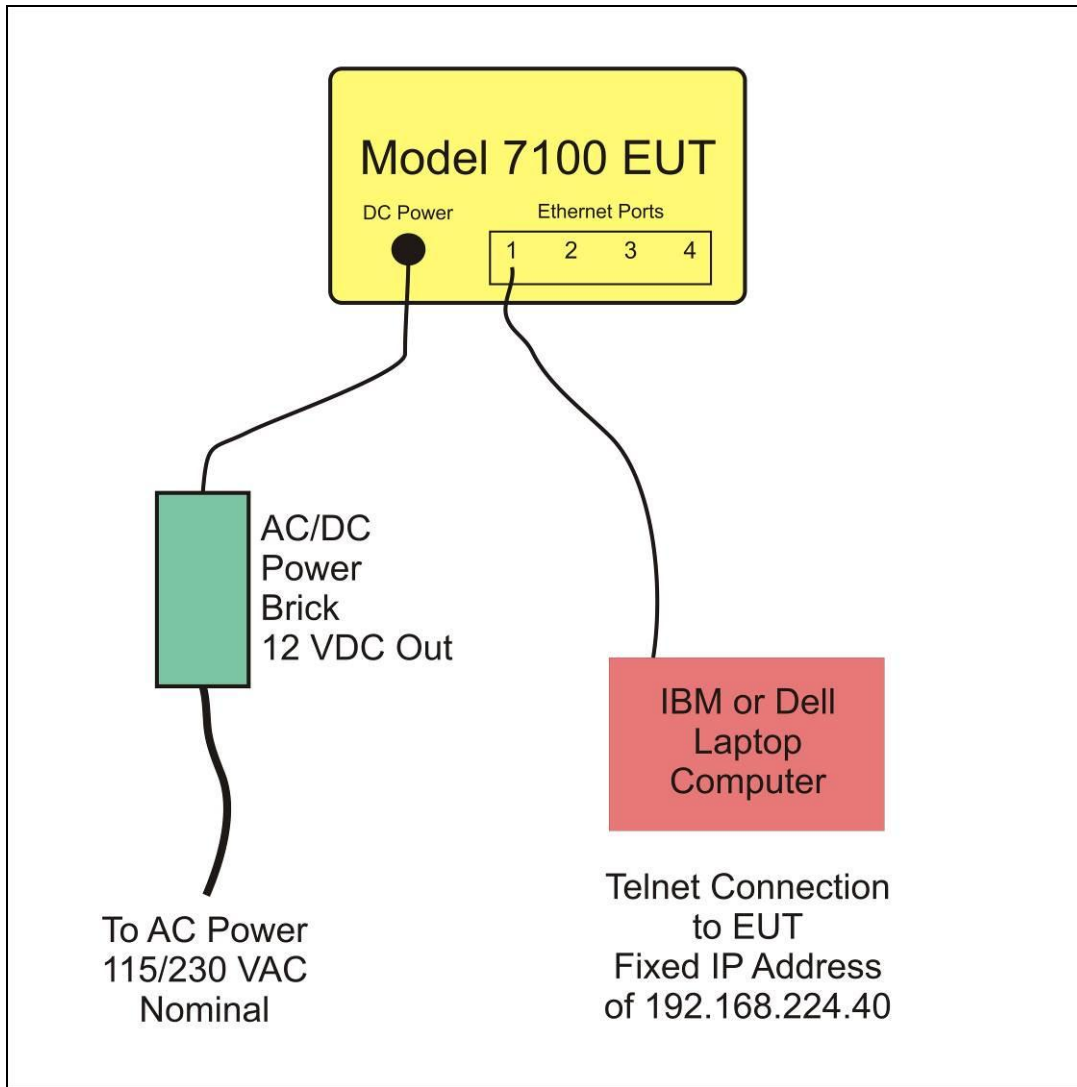 Model 7100 EUT
DC Power
Ethernet Ports
1 2 3 4
AC/DC
Power
Brick
12 VDC Out
IBM or Dell
Laptop
Computer
To AC Power
115/230 VAC
Nominal
Telnet Connection
to EUT
Fixed IP Address
of 192.168.224.40